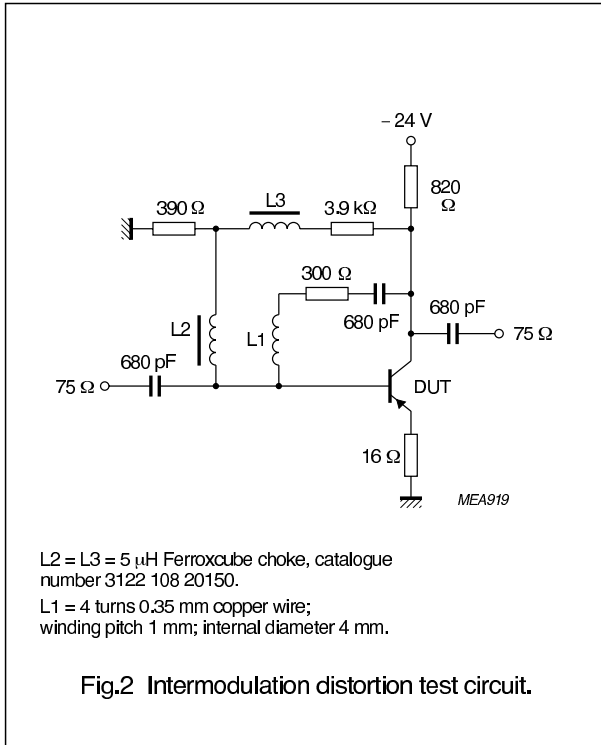 – 24 V
820
Ω
390 Ω
L3
3.9 kΩ
300 Ω
680 pF
680 pF
75 Ω
L2
L1
680 pF
75 Ω
DUT
16 Ω
MEA919
L2 = L3 = 5 µH Ferroxcube choke, catalogue
number 3122 108 20150.
L1 = 4 turns 0.35 mm copper wire;
winding pitch 1 mm; internal diameter 4 mm.
Fig.2 Intermodulation distortion test circuit.